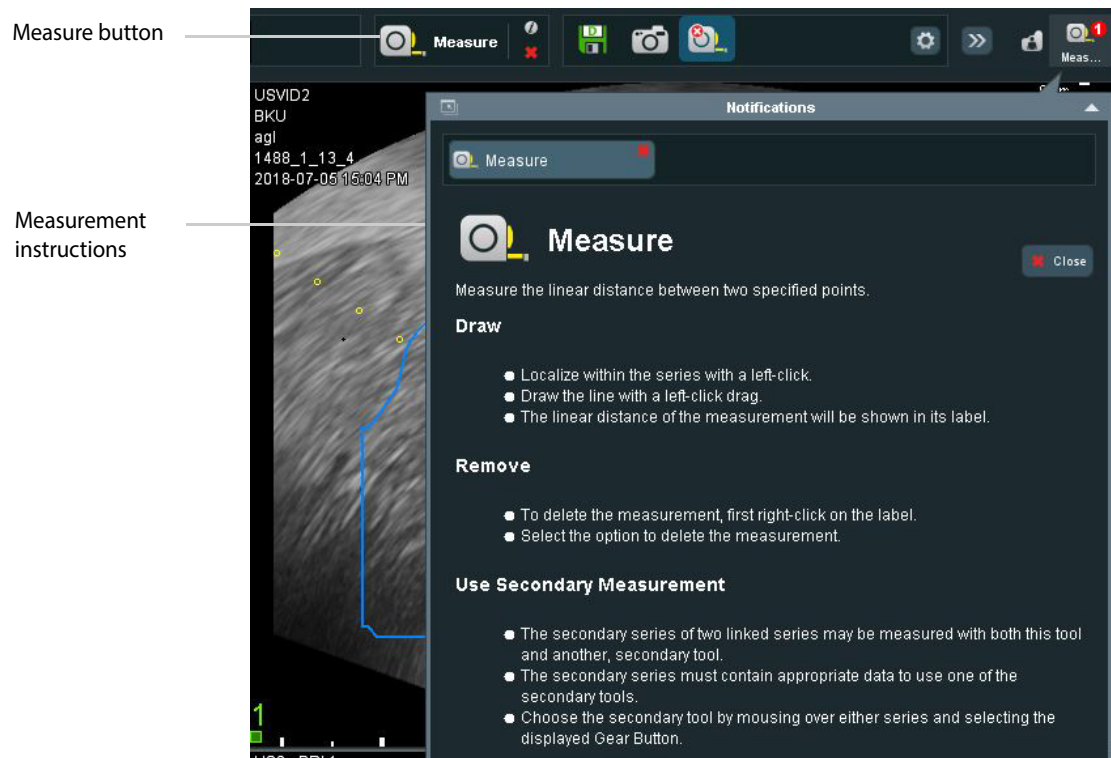 Measure button
Measure
1
Meas...
USVID2
BKU
agl
1488_1_13_4
2018-07-05 15:04 PM
Notifications
Measure
Measurement
instructions
Measure
Close
Measure the linear distance between two specified points.
Draw
Localize within the series with a left-click.
Draw the line with a left-click drag.
The linear distance of the measurement will be shown in its label.
Remove
To delete the measurement, first right-click on the label.
Select the option to delete the measurement.
Use Secondary Measurement
The secondary series of two linked series may be measured with both this tool
and another, secondary tool.
The secondary series must contain appropriate data to use one of the
secondary tools.
Choose the secondary tool by mousing over either series and selecting the
displayed Gear Button.
1